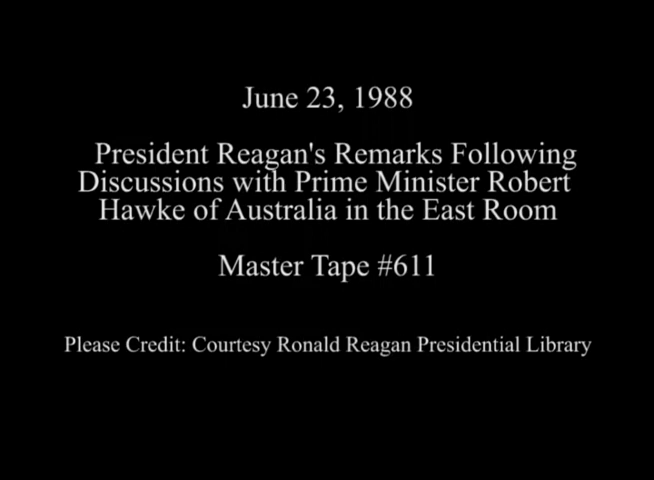 June 23, 1988
President Reagan's Remarks Following
Discussions with Prime Minister Robert
Hawke of Australia in the East Room
Master Tape #611
Please Credit: Courtesy Ronald Reagan Presidential Library